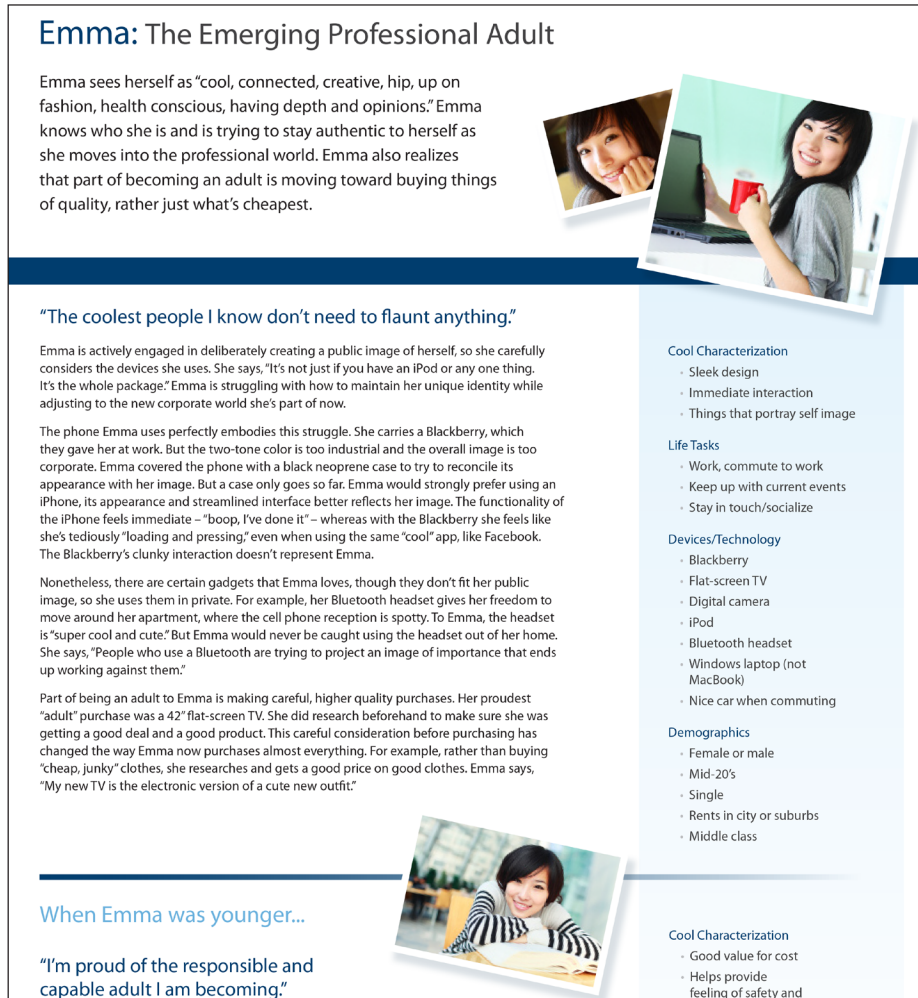 Emma: The Emerging Professional Adult
Emma sees herself as “cool, connected, creative, hip, up on
fashion, health conscious, having depth and opinions.” Emma
knows who she is and is trying to stay authentic to herself as
she moves into the professional world. Emma also realizes
that part of becoming an adult is moving toward buying things
of quality, rather just what’s cheapest.
“The coolest people I know don’t need to flaunt anything.”
Emma is actively engaged in deliberately creating a public image of herself, so she carefully
considers the devices she uses. She says, “It’s not just if you have an iPod or any one thing.
It’s the whole package.” Emma is struggling with how to maintain her unique identity while
adjusting to the new corporate world she’s part of now.
The phone Emma uses perfectly embodies this struggle. She carries a Blackberry, which
they gave her at work. But the two-tone color is too industrial and the overall image is too
corporate. Emma covered the phone with a black neoprene case to try to reconcile its
appearance with her image. But a case only goes so far. Emma would strongly prefer using an
iPhone, its appearance and streamlined interface better reflects her image. The functionality of
the iPhone feels immediate – “boop, I’ve done it” – whereas with the Blackberry she feels like
she’s tediously “loading and pressing,” even when using the same “cool” app, like Facebook.
The Blackberry’s clunky interaction doesn’t represent Emma.
Nonetheless, there are certain gadgets that Emma loves, though they don’t fit her public
image, so she uses them in private. For example, her Bluetooth headset gives her freedom to
move around her apartment, where the cell phone reception is spotty. To Emma, the headset
is “super cool and cute.” But Emma would never be caught using the headset out of her home.
She says, “People who use a Bluetooth are trying to project an image of importance that ends
up working against them.”
Part of being an adult to Emma is making careful, higher quality purchases. Her proudest
“adult” purchase was a 42” flat-screen TV. She did research beforehand to make sure she was
getting a good deal and a good product. This careful consideration before purchasing has
changed the way Emma now purchases almost everything. For example, rather than buying
“cheap, junky” clothes, she researches and gets a good price on good clothes. Emma says,
“My new TV is the electronic version of a cute new outfit.”
Cool Characterization
◦ Sleek design
◦ Immediate interaction
◦ Things that portray self image
Life Tasks
◦ Work, commute to work
◦ Keep up with current events
◦ Stay in touch/socialize
Devices/Technology
◦ Blackberry
◦ Flat-screen TV
◦ Digital camera
◦ iPod
◦ Bluetooth headset
◦ Windows laptop (not
MacBook)
◦ Nice car when commuting
Demographics
◦ Female or male
◦ Mid-20’s
◦ Single
◦ Rents in city or suburbs
◦ Middle class
When Emma was younger...
“I’m proud of the responsible and
capable adult I am becoming.”
Cool Characterization
◦ Good value for cost
◦ Helps provide
feeling of safety and